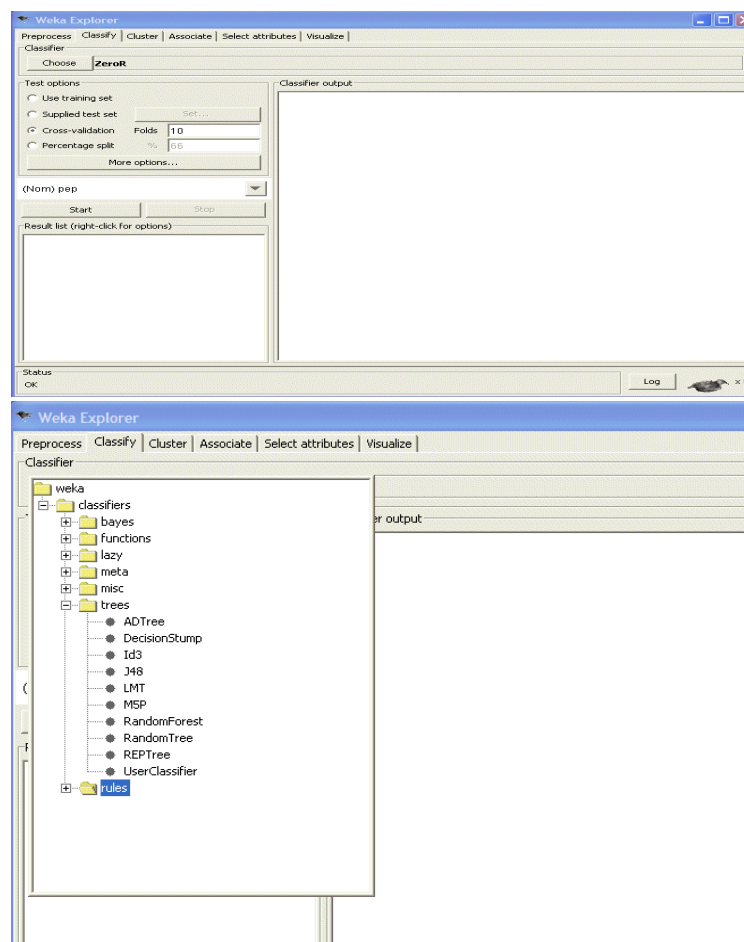 Weka Explorer
Preprocess Classify Cluster Associate Select attributes Visualize
Classifier
Choose ZeroR
Test options
Use training set
Supplied test set Set...
Cross-validation Folds 10
Percentage split % 66
More options...
(Nom) pep
Start Stop
Result list (right-click for options)
Classifier output
Status
OK
Log
x
Weka Explorer
Preprocess Classify Cluster Associate Select attributes Visualize
Classifier
weka
classifiers
bayes
er output
functions
lazy
meta
misc
trees
ADTree
DecisionStump
Id3
J48
LMT
(
M5P
RandomForest
RandomTree
REPTree
UserClassifier
rules